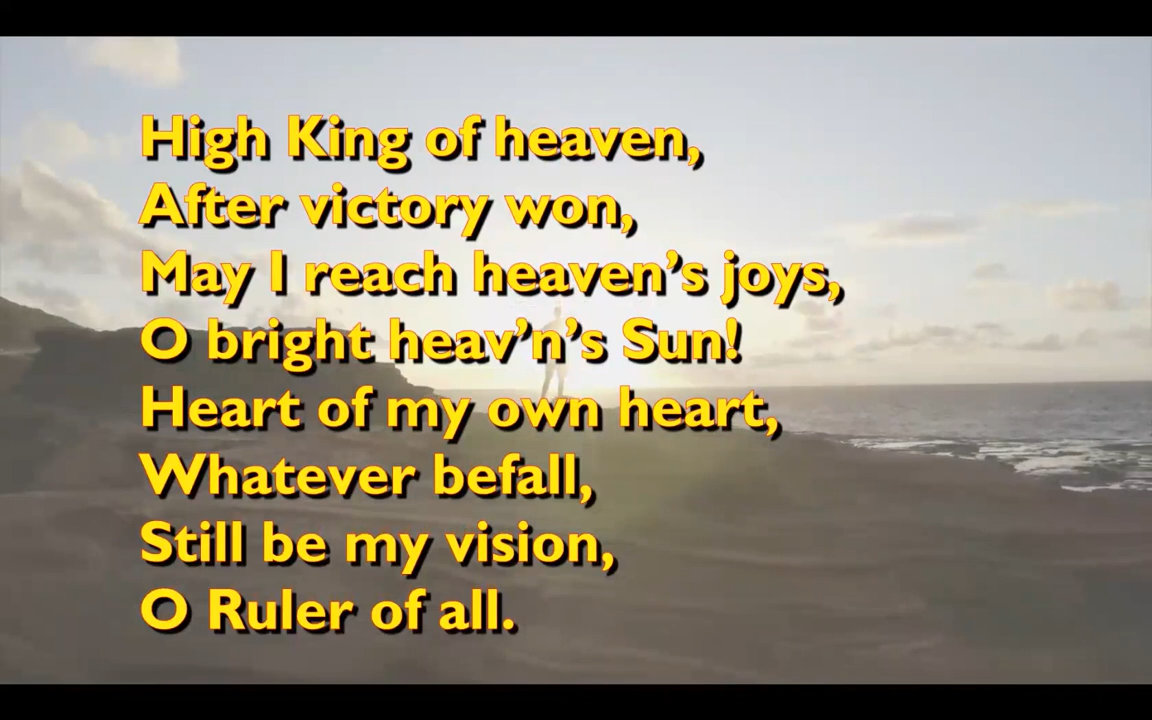 High King of heaven,
After victory won,
May I reach heaven’s joys,
O bright heav’n’s Sun!
Heart of my own heart,
Whatever befall,
Still be my vision,
O Ruler of all.